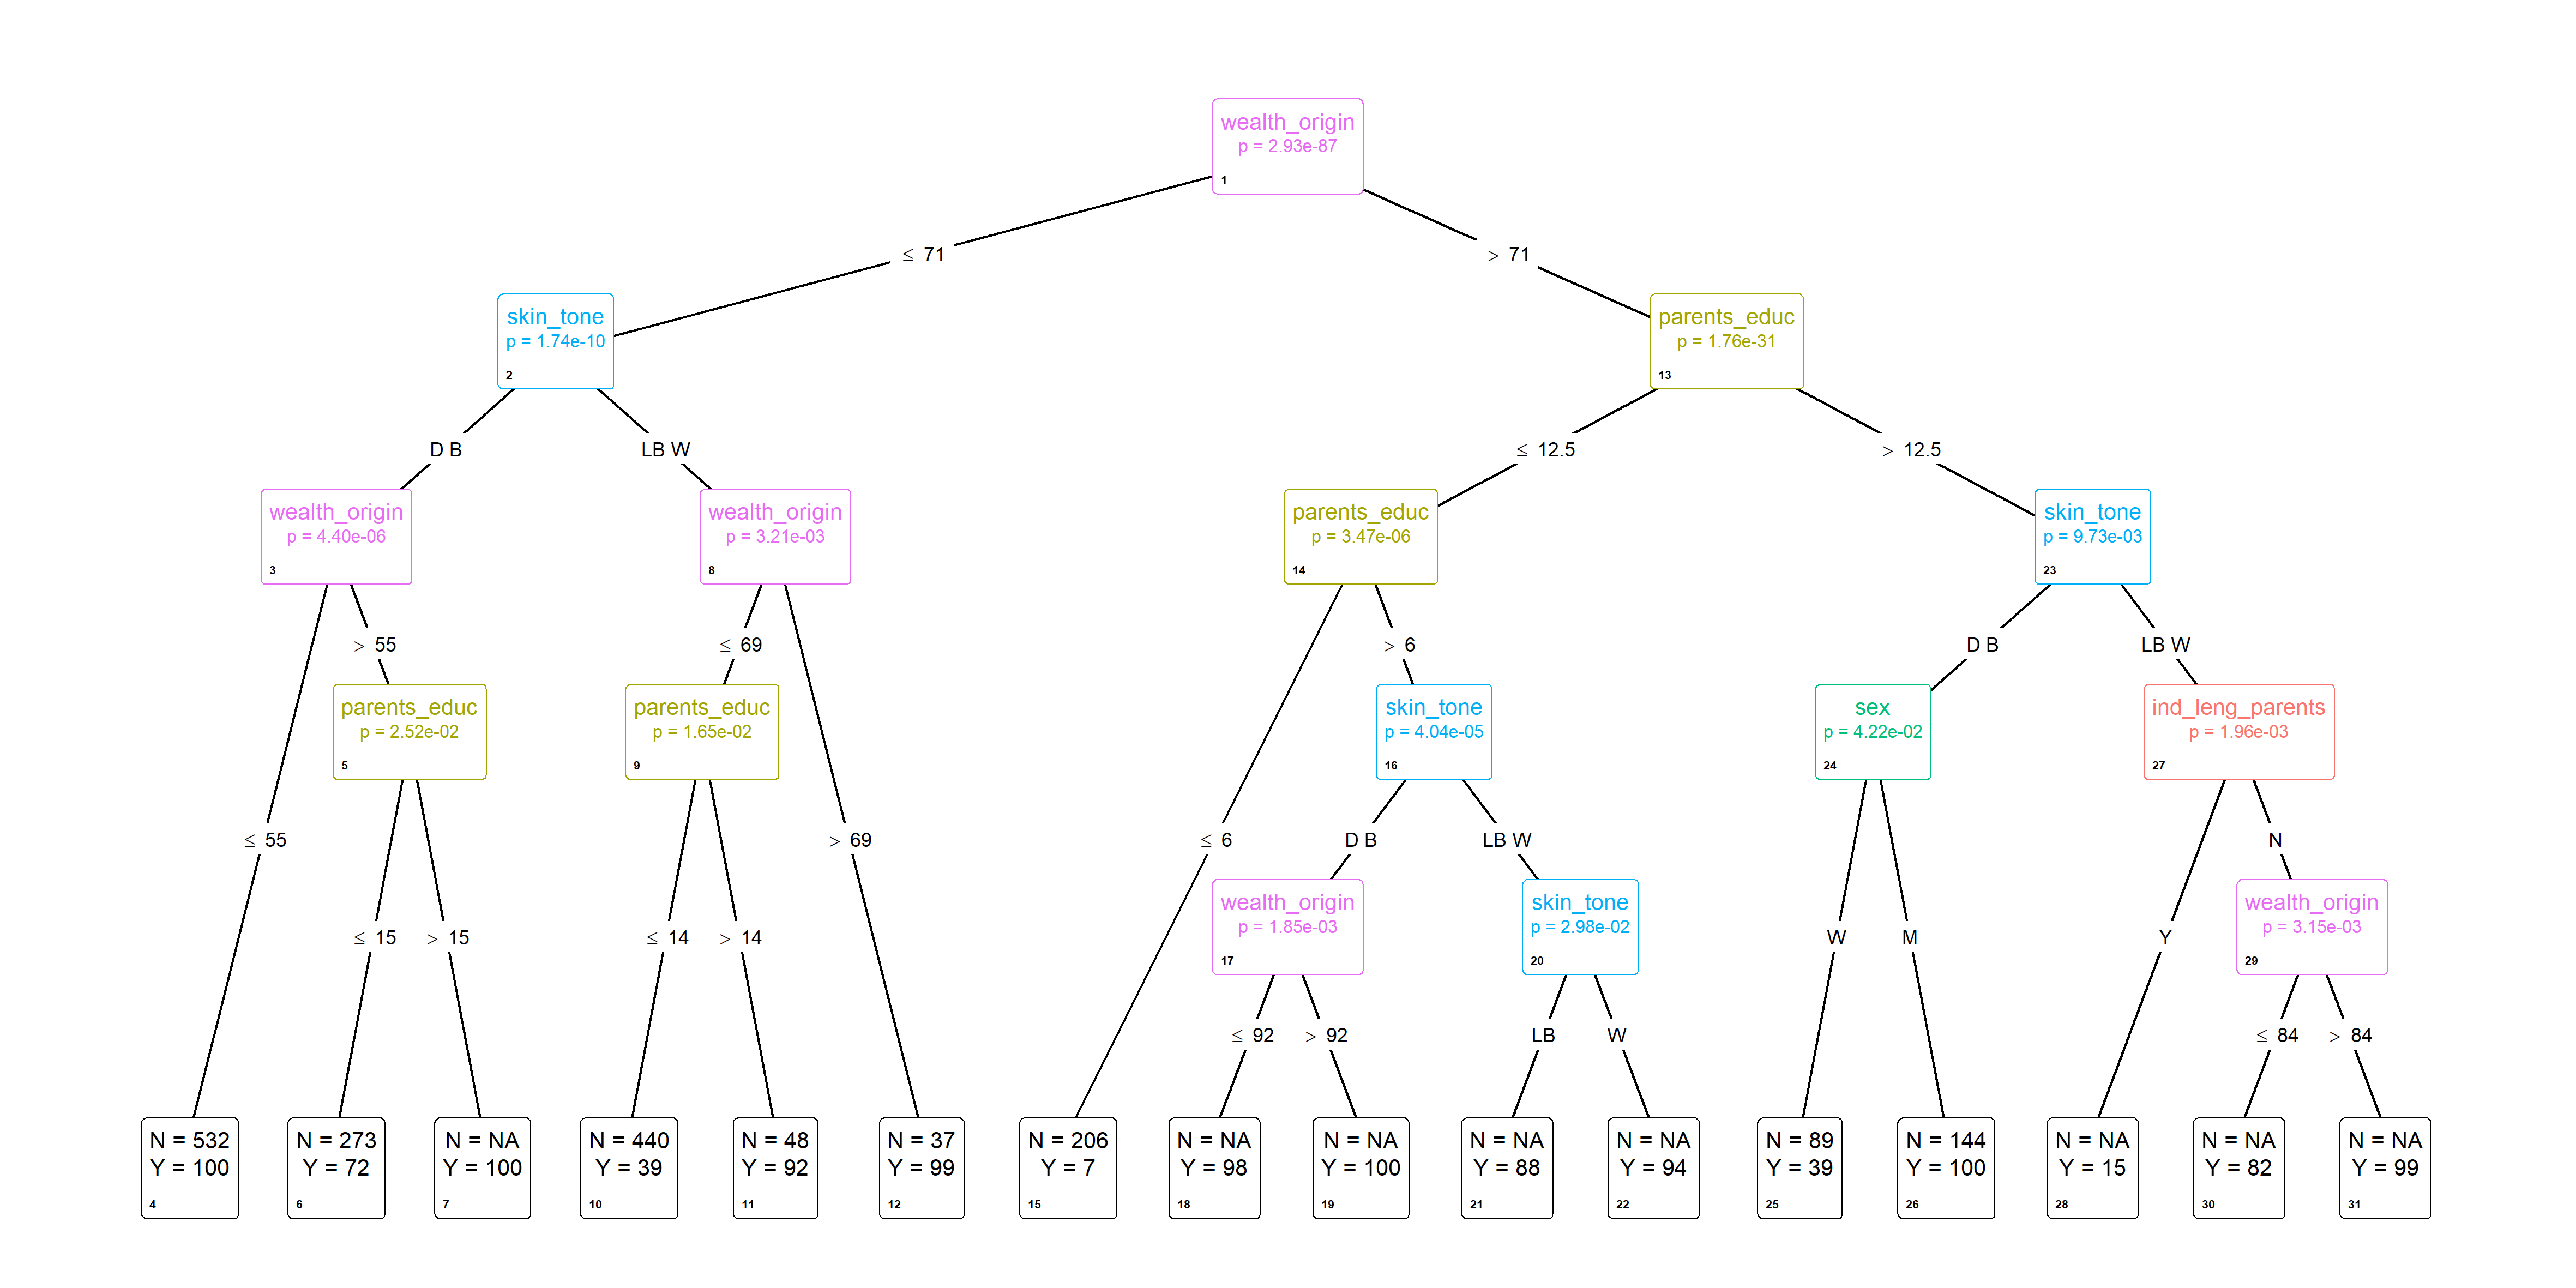 wealth_origin
p = 2.93e-87
1
≤ 71
> 71
skin_tone
p = 1.74e-10
2
parents_educ
p = 1.76e-31
13
D B
LB W
≤ 12.5
> 12.5
wealth_origin
p = 4.40e-06
3
wealth_origin
p = 3.21e-03
8
parents_educ
p = 3.47e-06
14
skin_tone
p = 9.73e-03
23
> 55
≤ 69
> 6
D B
LB W
parents_educ
p = 2.52e-02
5
parents_educ
p = 1.65e-02
9
skin_tone
p = 4.04e-05
16
sex
p = 4.22e-02
24
ind_leng_parents
p = 1.96e-03
27
≤ 55
> 69
≤ 6
D B
LB W
N
wealth_origin
p = 1.85e-03
17
skin_tone
p = 2.98e-02
20
wealth_origin
p = 3.15e-03
29
≤ 15
> 15
≤ 14
> 14
W
M
Y
≤ 92
> 92
LB
W
≤ 84
> 84
N = 532
Y = 100
4
N = 273
Y = 72
6
N = NA
Y = 100
7
N = 440
Y = 39
10
N = 48
Y = 92
11
N = 37
Y = 99
12
N = 206
Y = 7
15
N = NA
Y = 98
18
N = NA
Y = 100
19
N = NA
Y = 88
21
N = NA
Y = 94
22
N = 89
Y = 39
25
N = 144
Y = 100
26
N = NA
Y = 15
28
N = NA
Y = 82
30
N = NA
Y = 99
31